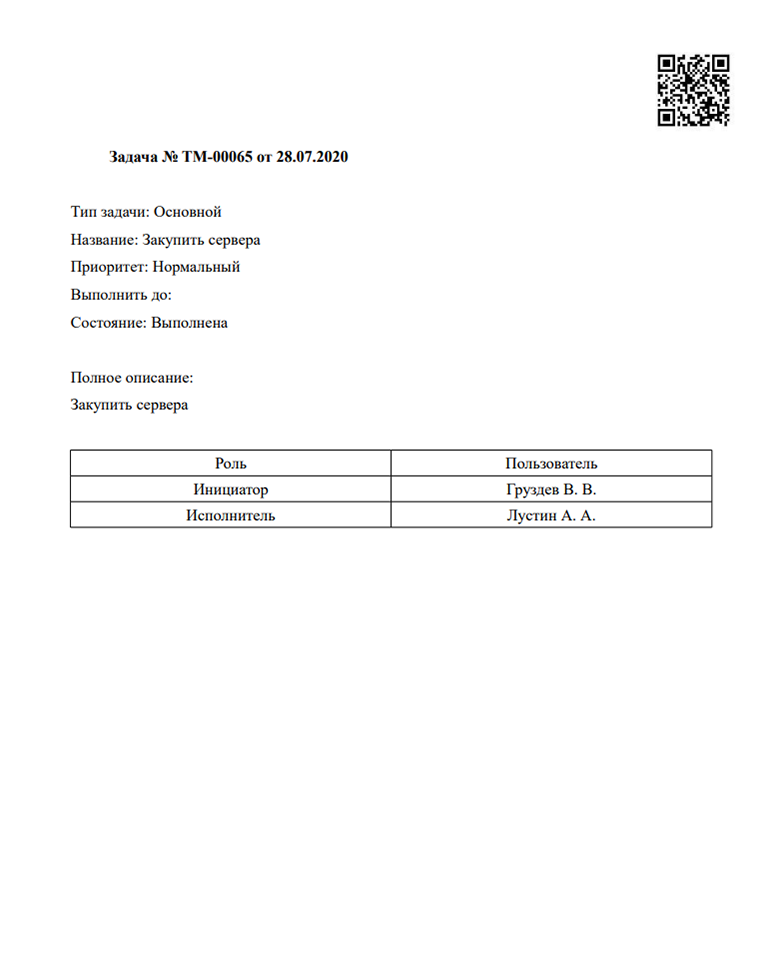 Задача № ТМ-00065 от 28.07.2020
Тип задачи: Основной
Название: Закупить сервера
Приоритет: Нормальный
Выполнить до:
Состояние: Выполнена
Полное описание:
Закупить сервера
Роль Пользователь
Инициатор Груздев В. В.
Исполнитель Лустин А. А.